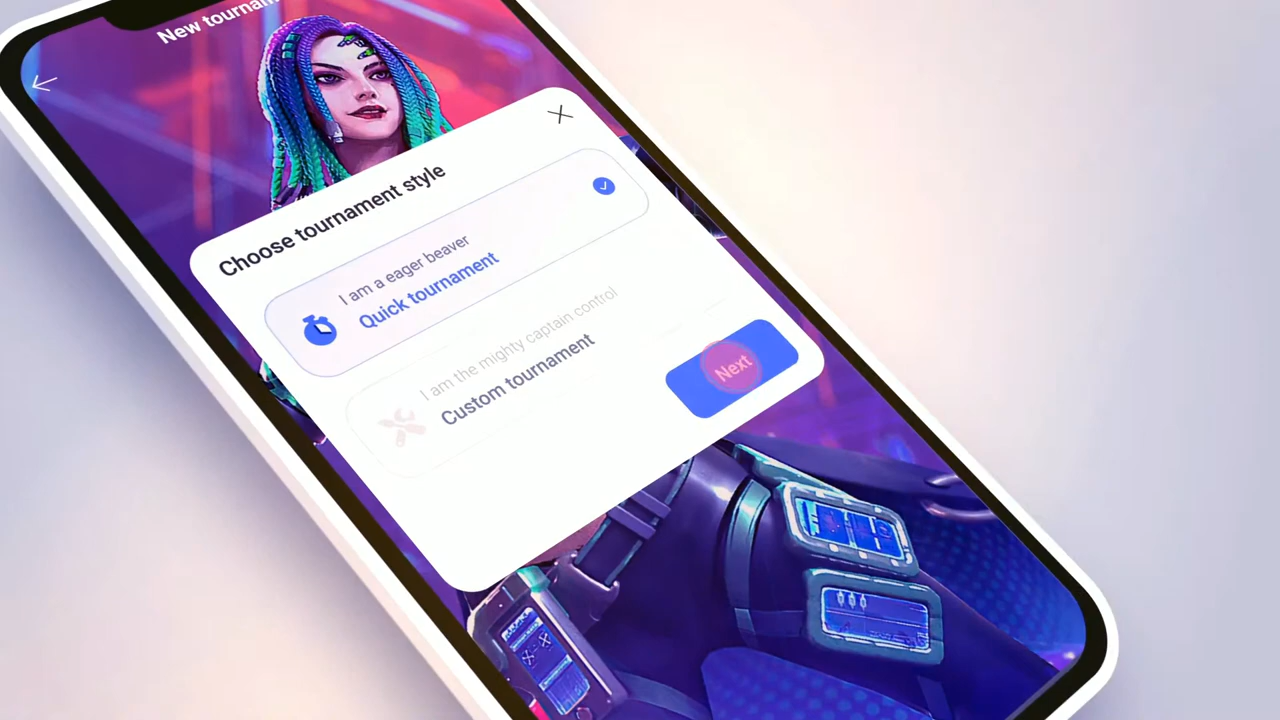 New tournam
Choose tournament style
I am a eager beaver
Quick tournament
I am the mighty captain control
Custom tournament
Next